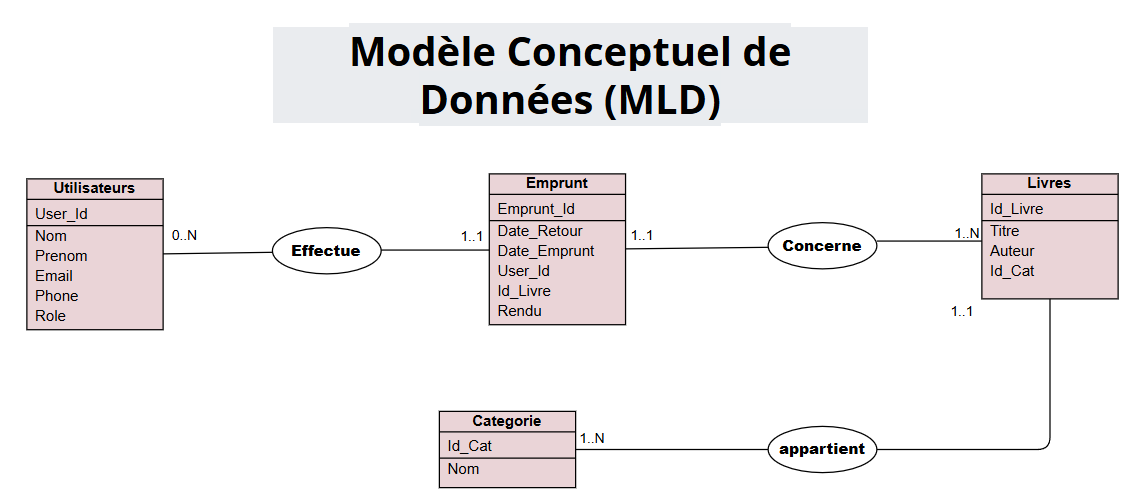 Modèle Conceptuel de
Données (MLD)
Utilisateurs
User_Id
Nom
Prenom
Email
Phone
Role
0..N
Effectue
1..1
Emprunt
Emprunt_Id
Date_Retour
Date_Emprunt
User_Id
Id_Livre
Rendu
1..1
Concerne
1..N
Livres
Id_Livre
Titre
Auteur
Id_Cat
1..1
Categorie
Id_Cat
Nom
1..N
appartient